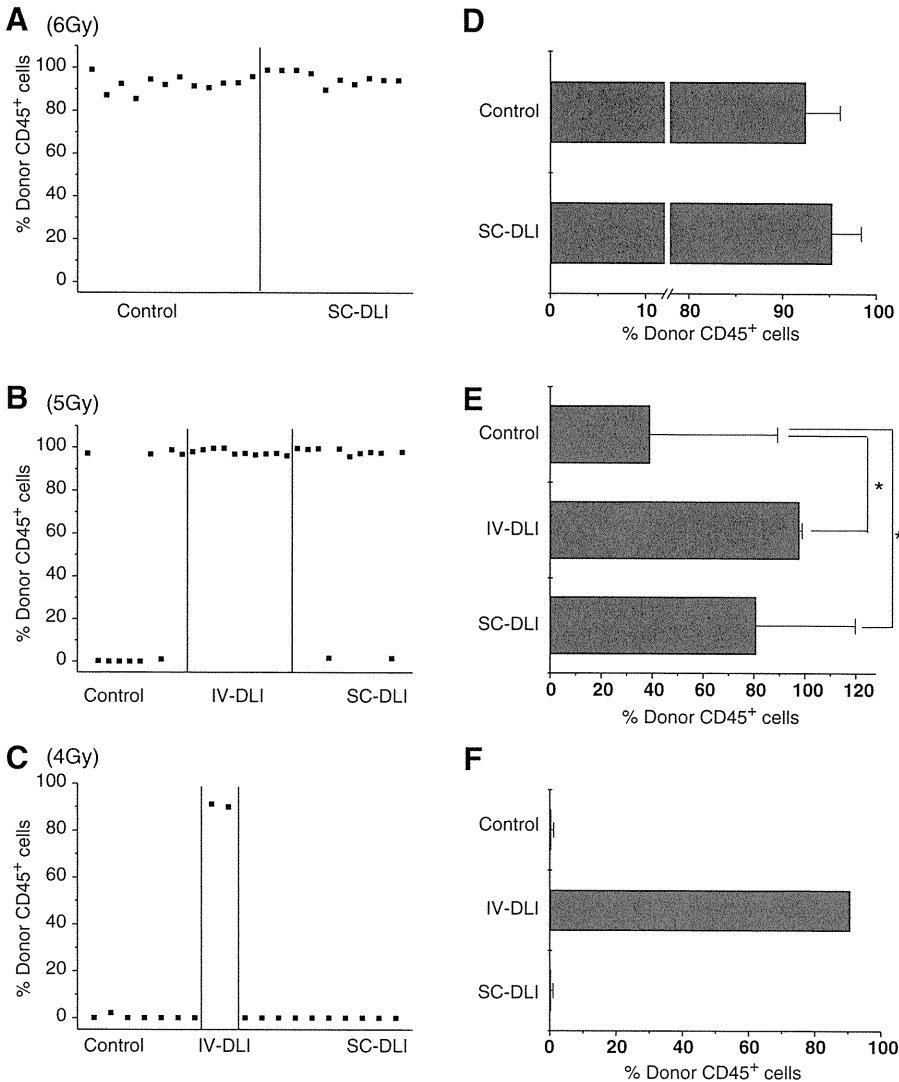 A (6Gy)
% Donor CD45+ cells
100
80
60
40
20
0
Control SC-DLI
D
Control
SC-DLI
0 10 80 90 100
% Donor CD45+ cells
B (5Gy)
% Donor CD45+ cells
100
80
60
40
20
0
Control IV-DLI SC-DLI
E
Control
IV-DLI
SC-DLI
*
*
0 20 40 60 80 100 120
% Donor CD45+ cells
C (4Gy)
% Donor CD45+ cells
100
80
60
40
20
0
Control IV-DLI SC-DLI
F
Control
IV-DLI
SC-DLI
0 20 40 60 80 100
% Donor CD45+ cells